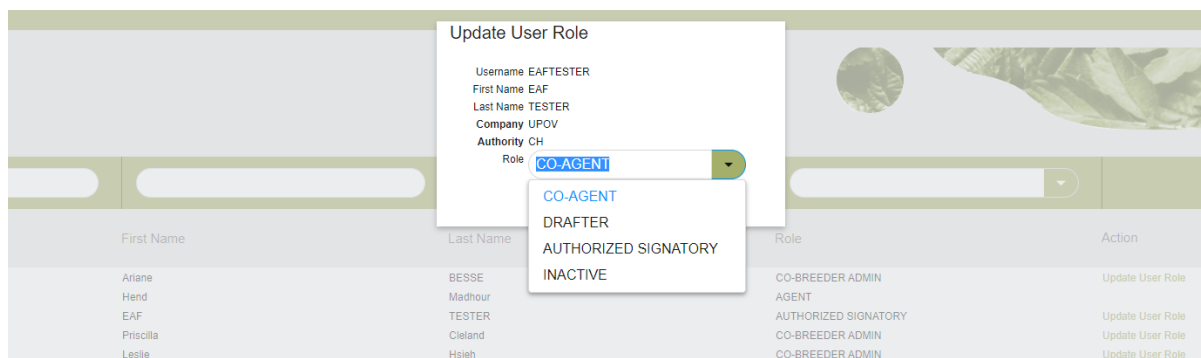 Update User Role
Username EAFTESTER
First Name EAF
Last Name TESTER
Company UPOV
Authority CH
Role CO-AGENT
CO-AGENT
DRAFTER
AUTHORIZED SIGNATORY
INACTIVE
First Name Last Name Role Action
Ariane BESSE CO-BREEDER ADMIN Update User Role
Hend Madhour AGENT
EAF TESTER AUTHORIZED SIGNATORY Update User Role
Priscilla Cleland CO-BREEDER ADMIN Update User Role
Leslie Hsieh CO-BREEDER ADMIN Update User Role